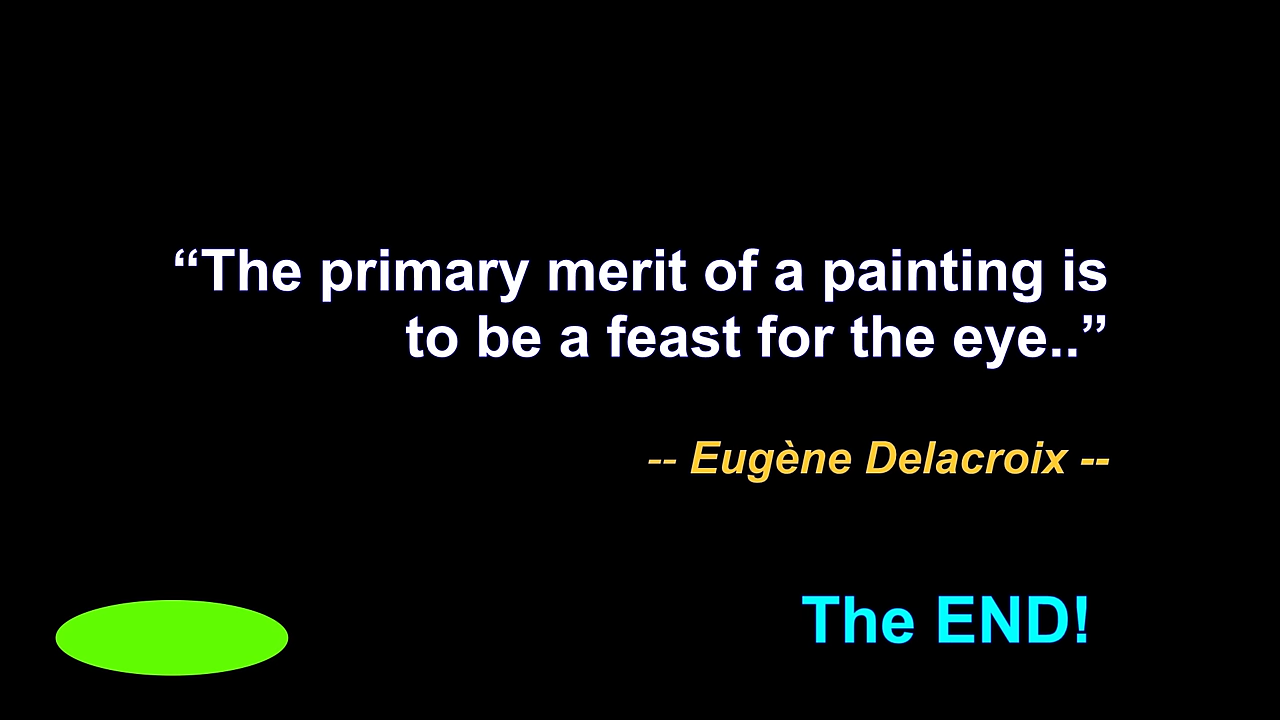 “The primary merit of a painting is
to be a feast for the eye..”
-- Eugène Delacroix --
The END!